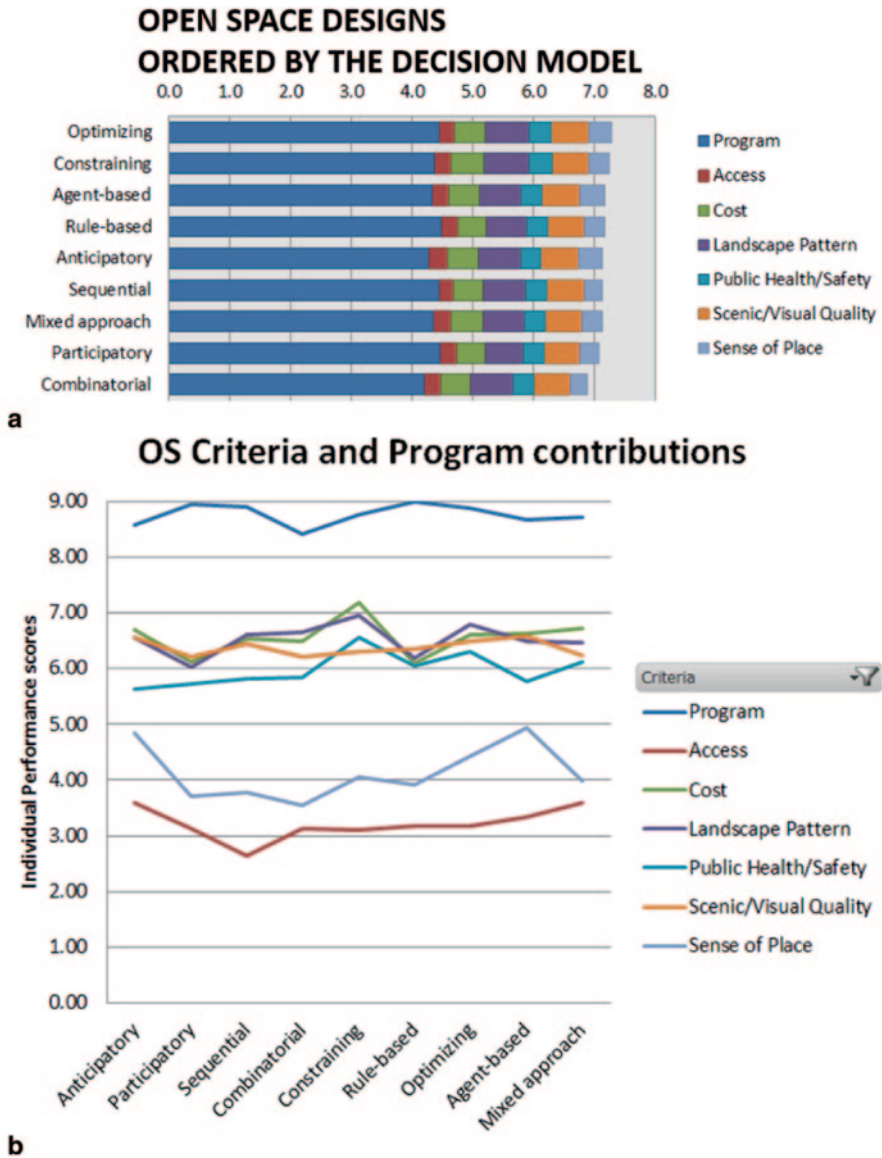 OPEN SPACE DESIGNS
ORDERED BY THE DECISION MODEL
0.0 1.0 2.0 3.0 4.0 5.0 6.0 7.0 8.0
Optimizing
Constraining
Agent-based
Rule-based
Anticipatory
Sequential
Mixed approach
Participatory
Combinatorial
Program
Access
Cost
Landscape Pattern
Public Health/Safety
Scenic/Visual Quality
Sense of Place
a
OS Criteria and Program contributions
Individual Performance scores
9.00
8.00
7.00
6.00
5.00
4.00
3.00
2.00
1.00
0.00
Anticipatory
Participatory
Sequential
Combinatorial
Constraining
Rule-based
Optimizing
Agent-based
Mixed approach
Criteria
Program
Access
Cost
Landscape Pattern
Public Health/Safety
Scenic/Visual Quality
Sense of Place
b